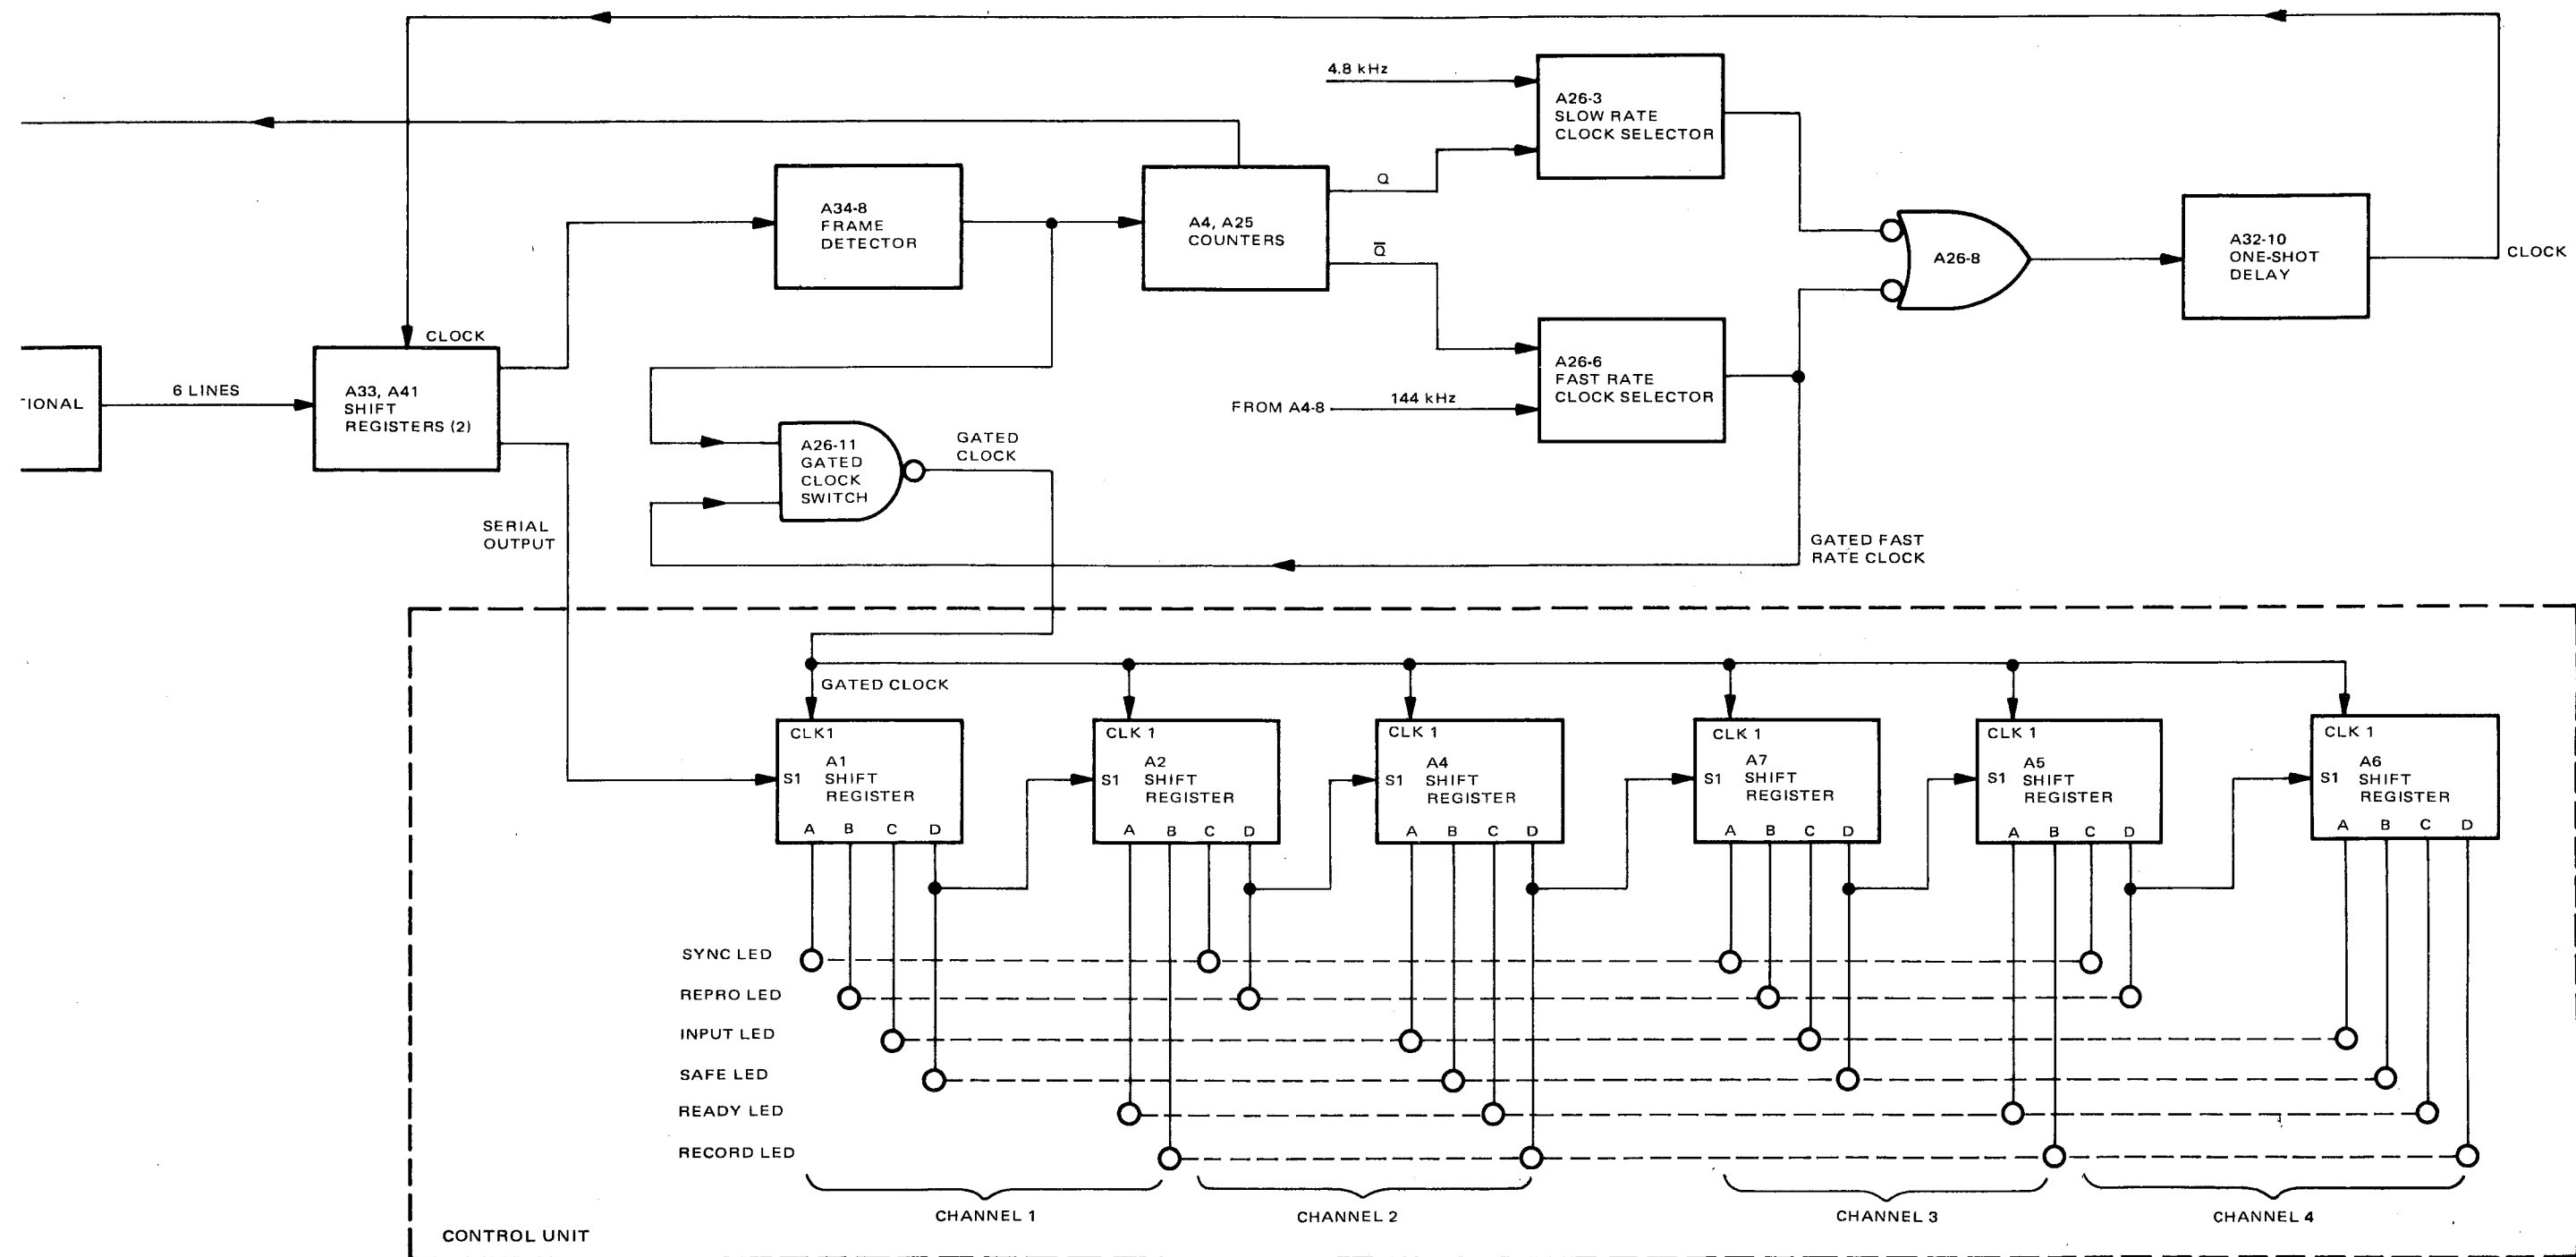 4.8 kHz
A26-3
SLOW RATE
CLOCK SELECTOR
A34-8
FRAME
DETECTOR
A4, A25
COUNTERS
Q
Q̅
A26-8
A32-10
ONE-SHOT
DELAY
CLOCK
CLOCK
TIONAL
6 LINES
A33, A41
SHIFT
REGISTERS (2)
A26-6
FAST RATE
CLOCK SELECTOR
FROM A4-8
144 kHz
A26-11
GATED
CLOCK
SWITCH
GATED
CLOCK
SERIAL
OUTPUT
GATED FAST
RATE CLOCK
GATED CLOCK
CLK1
S1
A1
SHIFT
REGISTER
A B C D
CLK 1
S1
A2
SHIFT
REGISTER
A B C D
CLK 1
S1
A4
SHIFT
REGISTER
A B C D
CLK 1
S1
A7
SHIFT
REGISTER
A B C D
CLK 1
S1
A5
SHIFT
REGISTER
A B C D
CLK 1
S1
A6
SHIFT
REGISTER
A B C D
SYNC LED
REPRO LED
INPUT LED
SAFE LED
READY LED
RECORD LED
CHANNEL 1
CHANNEL 2
CHANNEL 3
CHANNEL 4
CONTROL UNIT